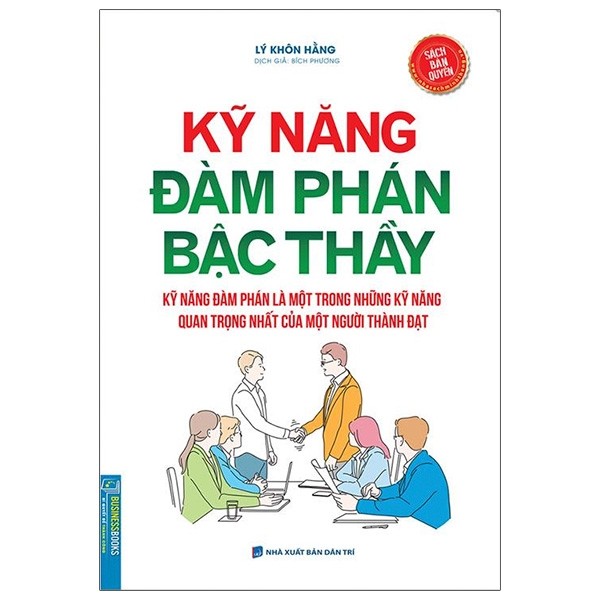 LÝ KHÔN HẰNG
DỊCH GIẢ: BÍCH PHƯƠNG
SÁCH BẢN
QUYỀN
KỸ NĂNG
ĐÀM PHÁN
BẬC THẦY
KỸ NĂNG ĐÀM PHÁN LÀ MỘT TRONG NHỮNG KỸ NĂNG
QUAN TRỌNG NHẤT CỦA MỘT NGƯỜI THÀNH ĐẠT
BUSINESSBOOKS
NHÀ XUẤT BẢN DÂN TRÍ